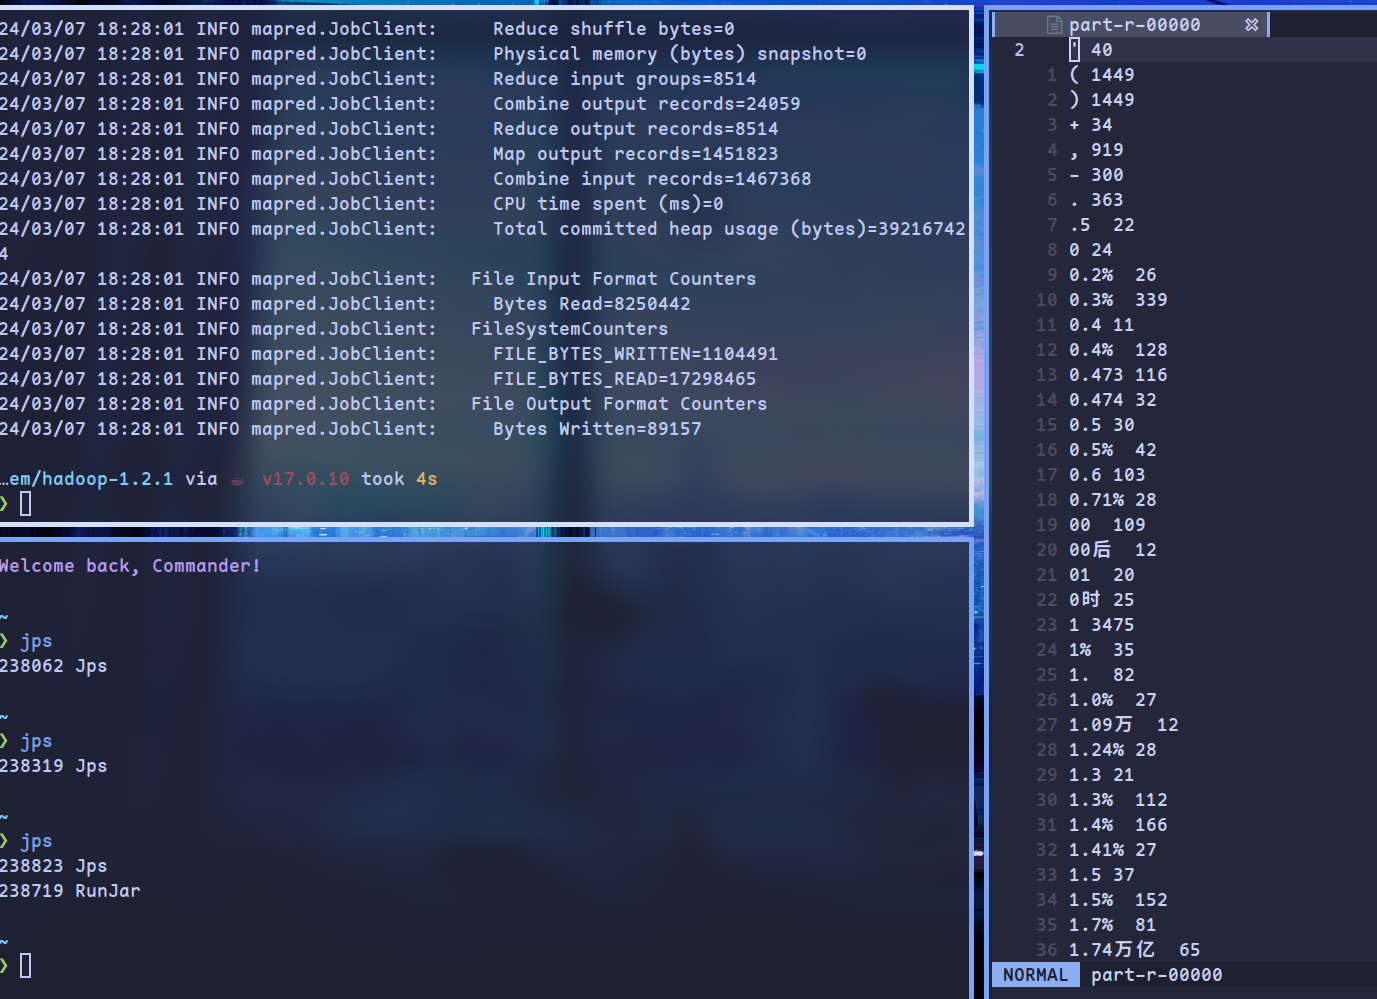 24/03/07 18:28:01 INFO mapred.JobClient:     Reduce shuffle bytes=0
24/03/07 18:28:01 INFO mapred.JobClient:     Physical memory (bytes) snapshot=0
24/03/07 18:28:01 INFO mapred.JobClient:     Reduce input groups=8514
24/03/07 18:28:01 INFO mapred.JobClient:     Combine output records=24059
24/03/07 18:28:01 INFO mapred.JobClient:     Reduce output records=8514
24/03/07 18:28:01 INFO mapred.JobClient:     Map output records=1451823
24/03/07 18:28:01 INFO mapred.JobClient:     Combine input records=1467368
24/03/07 18:28:01 INFO mapred.JobClient:     CPU time spent (ms)=0
24/03/07 18:28:01 INFO mapred.JobClient:     Total committed heap usage (bytes)=39216742
4
24/03/07 18:28:01 INFO mapred.JobClient:   File Input Format Counters
24/03/07 18:28:01 INFO mapred.JobClient:     Bytes Read=8250442
24/03/07 18:28:01 INFO mapred.JobClient:   FileSystemCounters
24/03/07 18:28:01 INFO mapred.JobClient:     FILE_BYTES_WRITTEN=1104491
24/03/07 18:28:01 INFO mapred.JobClient:     FILE_BYTES_READ=17298465
24/03/07 18:28:01 INFO mapred.JobClient:   File Output Format Counters
24/03/07 18:28:01 INFO mapred.JobClient:     Bytes Written=89157
…em/hadoop-1.2.1 via ☕ v17.0.10 took 4s
❯
Welcome back, Commander!
~
❯ jps
238062 Jps
~
❯ jps
238319 Jps
~
❯ jps
238823 Jps
238719 RunJar
~
❯
part-r-00000
2 ' 40
1 ( 1449
2 ) 1449
3 + 34
4 , 919
5 - 300
6 . 363
7 .5  22
8 0 24
9 0.2%  26
10 0.3%  339
11 0.4 11
12 0.4%  128
13 0.473 116
14 0.474 32
15 0.5 30
16 0.5%  42
17 0.6 103
18 0.71% 28
19 00  109
20 00后  12
21 01  20
22 0时 25
23 1 3475
24 1%  35
25 1.  82
26 1.0%  27
27 1.09万  12
28 1.24% 28
29 1.3 21
30 1.3%  112
31 1.4%  166
32 1.41% 27
33 1.5 37
34 1.5%  152
35 1.7%  81
36 1.74万亿  65
NORMAL part-r-00000